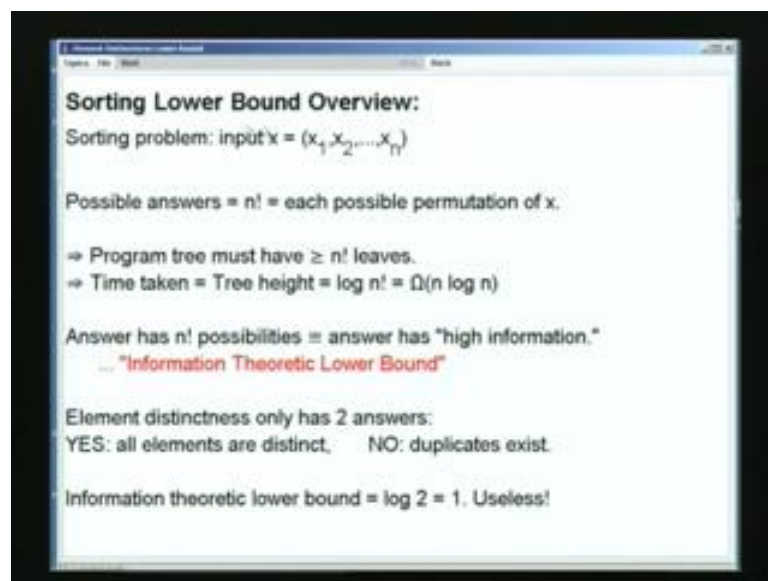 Sorting Lower Bound Overview:
Sorting problem: input x = (x₁,x₂,...,xₙ)
Possible answers = n! = each possible permutation of x.
⇒ Program tree must have ≥ n! leaves.
⇒ Time taken = Tree height = log n! = Ω(n log n)
Answer has n! possibilities ≡ answer has "high information."
... "Information Theoretic Lower Bound"
Element distinctness only has 2 answers:
YES: all elements are distinct, NO: duplicates exist.
Information theoretic lower bound = log 2 = 1. Useless!